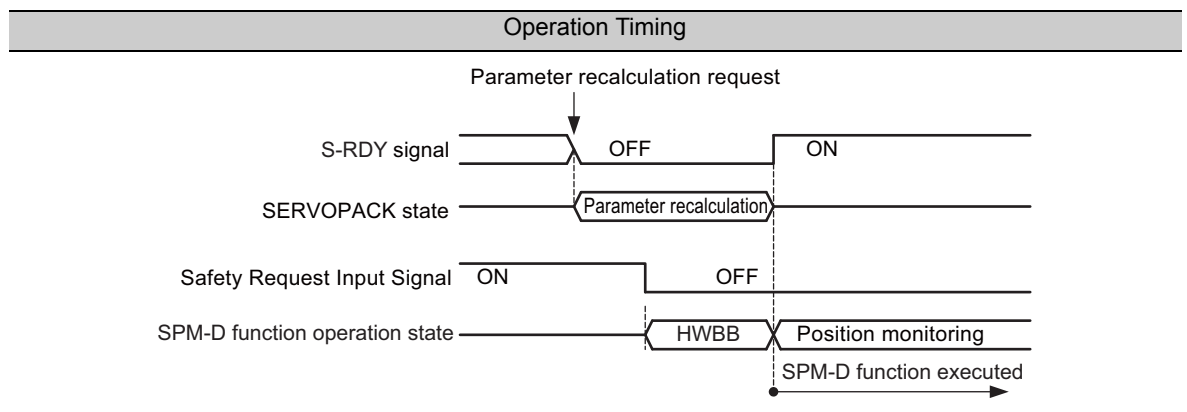 Operation Timing
Parameter recalculation request
S-RDY signal OFF ON
SERVOPACK state Parameter recalculation
Safety Request Input Signal ON OFF
SPM-D function operation state HWBB Position monitoring
SPM-D function executed